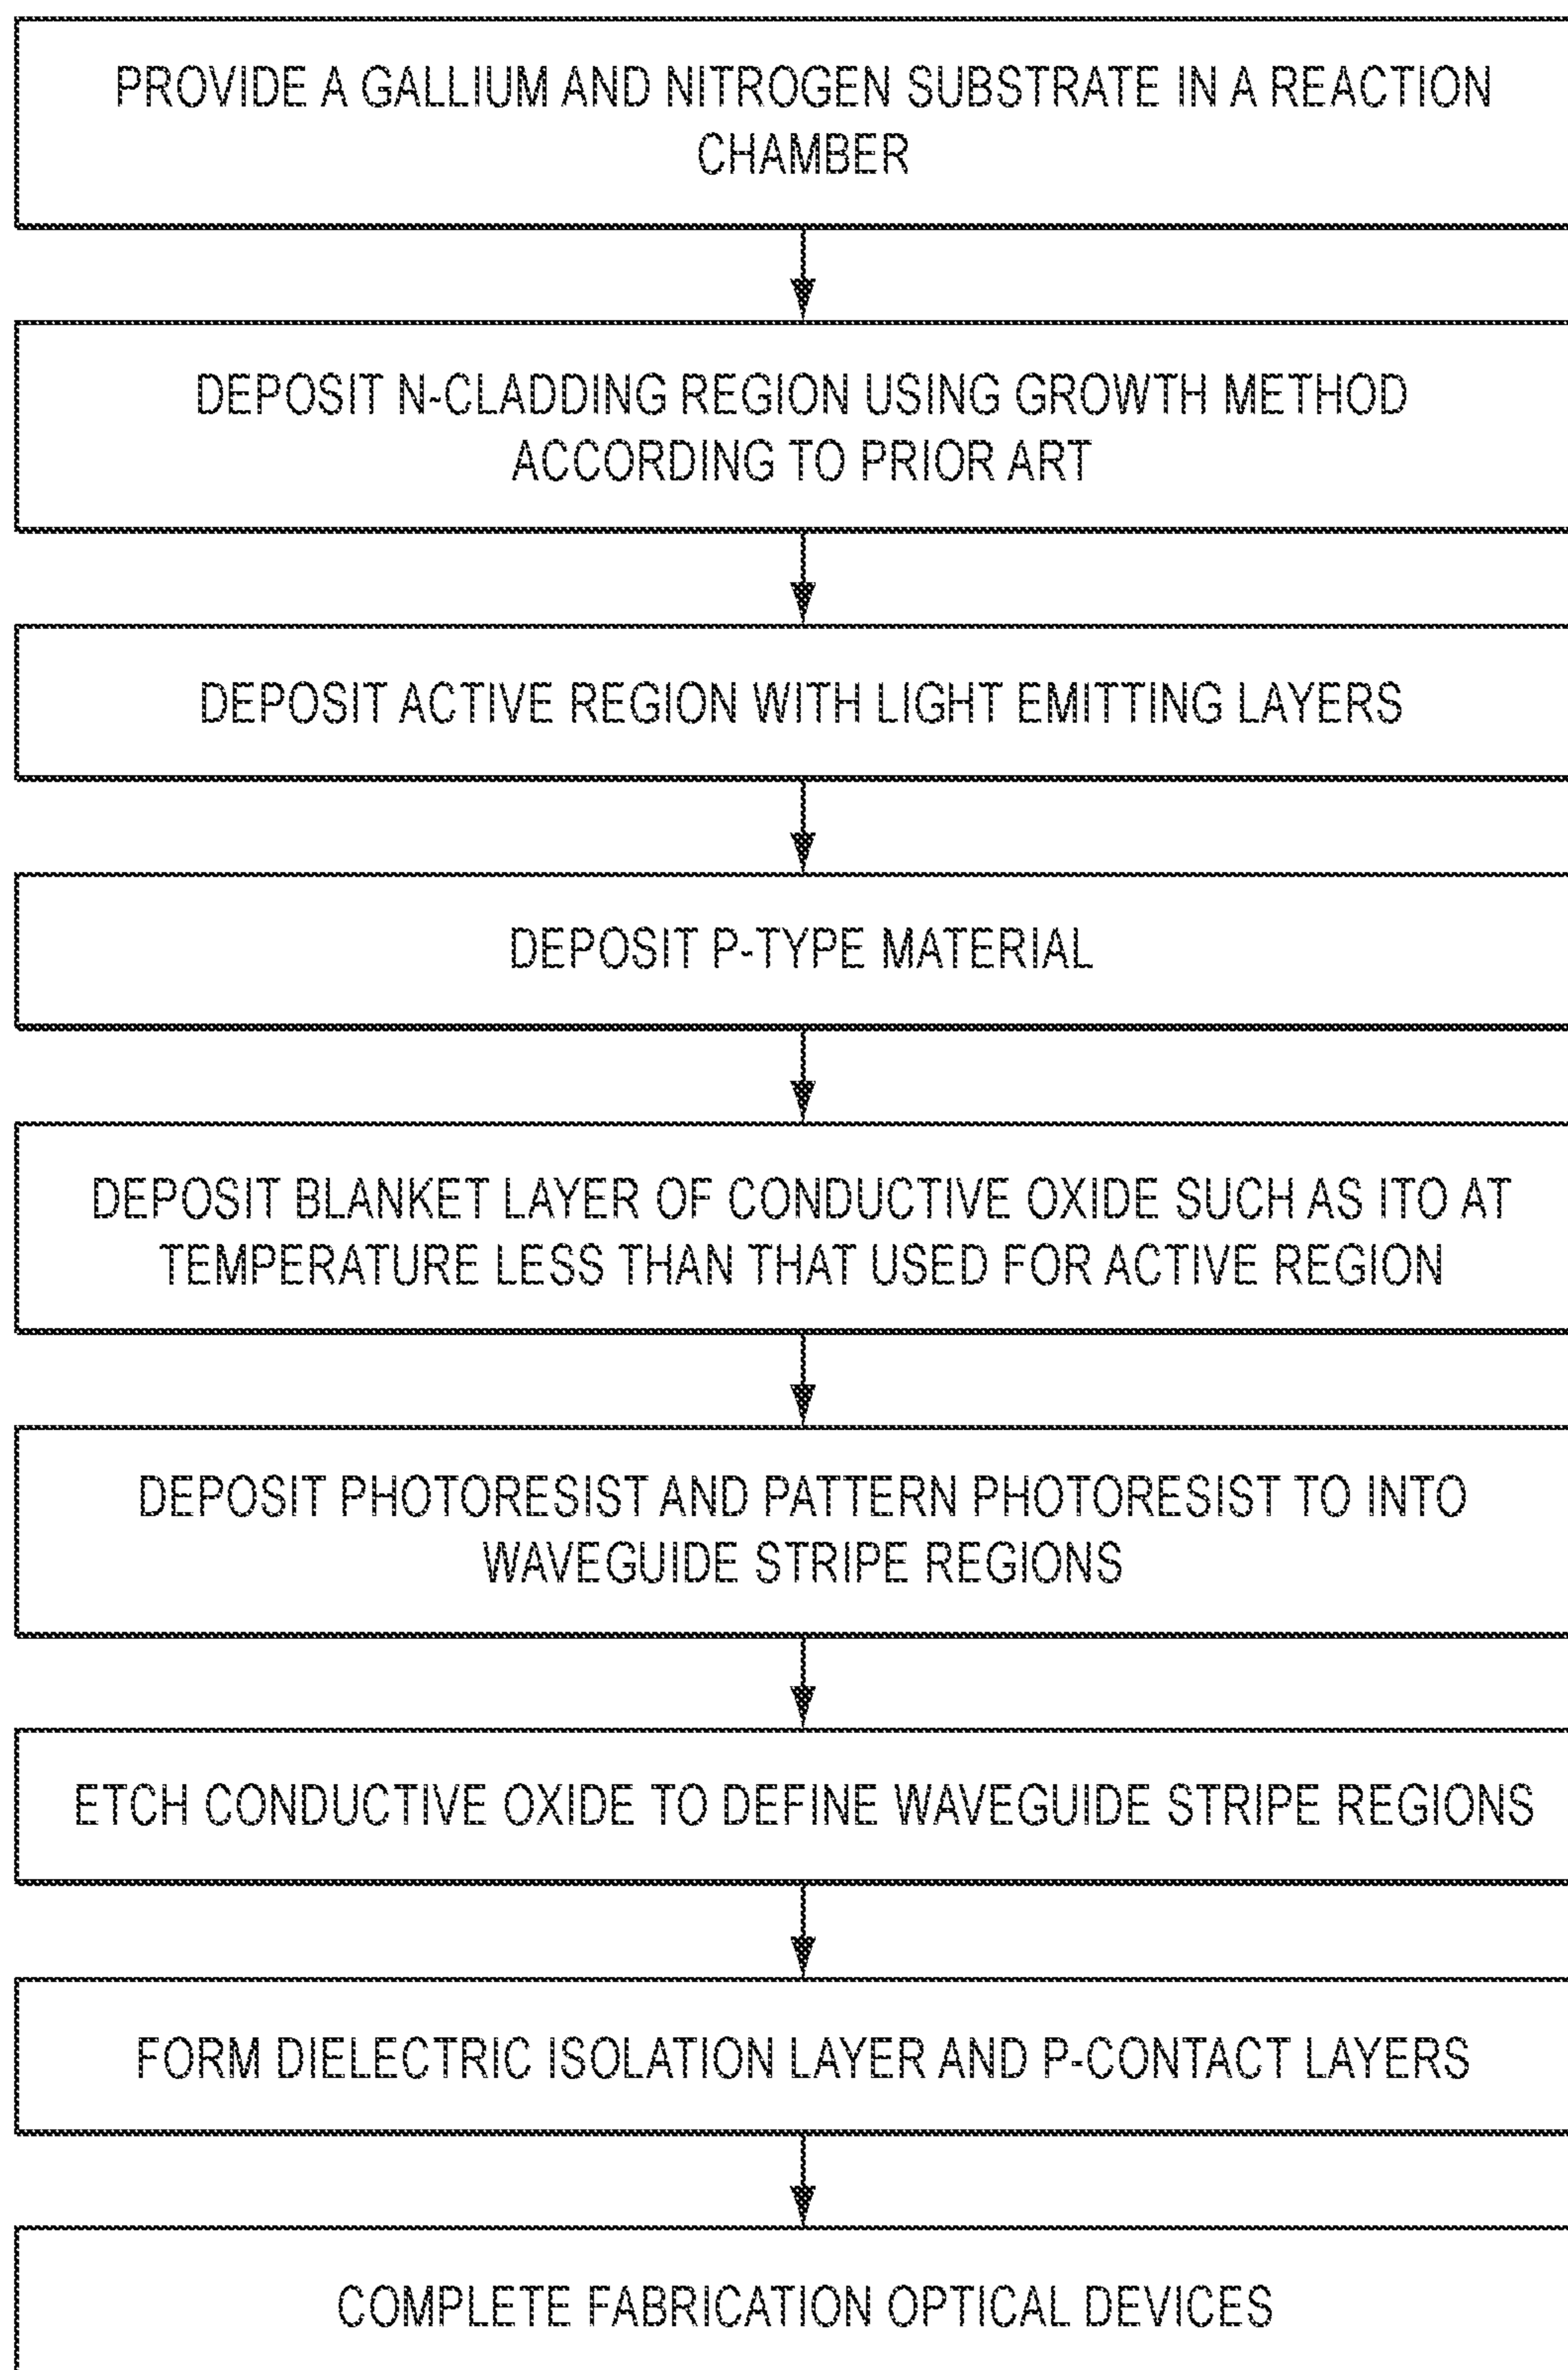 PROVIDE A GALLIUM AND NITROGEN SUBSTRATE IN A REACTION
CHAMBER
DEPOSIT N-CLADDING REGION USING GROWTH METHOD
ACCORDING TO PRIOR ART
DEPOSIT ACTIVE REGION WITH LIGHT EMITTING LAYERS
DEPOSIT P-TYPE MATERIAL
DEPOSIT BLANKET LAYER OF CONDUCTIVE OXIDE SUCH AS ITO AT
TEMPERATURE LESS THAN THAT USED FOR ACTIVE REGION
DEPOSIT PHOTORESIST AND PATTERN PHOTORESIST TO INTO
WAVEGUIDE STRIPE REGIONS
ETCH CONDUCTIVE OXIDE TO DEFINE WAVEGUIDE STRIPE REGIONS
FORM DIELECTRIC ISOLATION LAYER AND P-CONTACT LAYERS
COMPLETE FABRICATION OPTICAL DEVICES